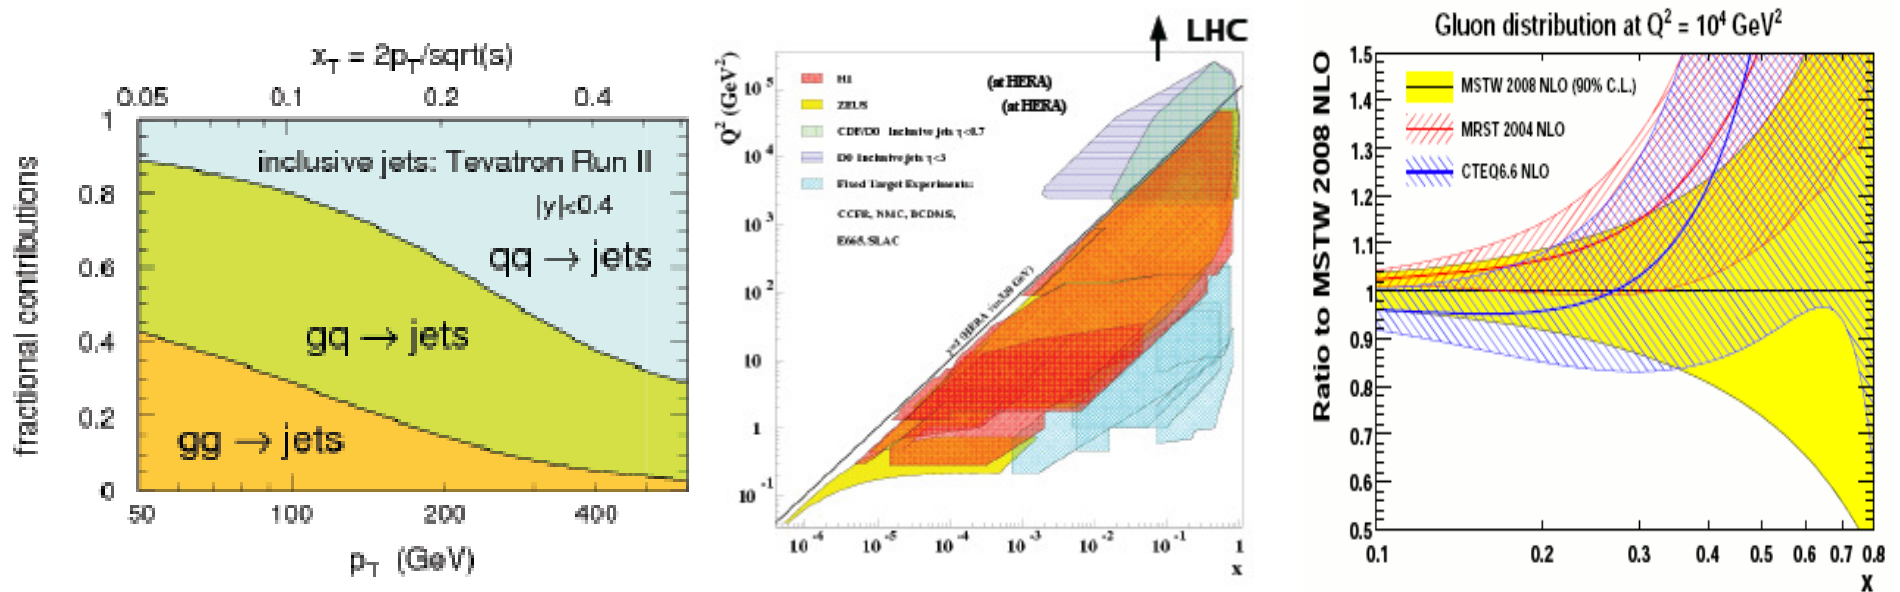 x_T = 2p_T/sqrt(s)
0.05 0.1 0.2 0.4
fractional contributions
1
0.8
0.6
0.4
0.2
0
inclusive jets: Tevatron Run II
|y|<0.4
qq → jets
gq → jets
gg → jets
50 100 200 400
p_T (GeV)
LHC
Q² (GeV²)
10⁵
10⁴
10³
10²
10
1
10⁻¹
H1 (at HERA)
ZEUS (at HERA)
CDF/D0 Inclusive jets η<0.7
D0 Inclusive jets η<3
Fixed Target Experiments:
CCFR, NMC, BCDMS,
E665, SLAC
y=1 (HERA √s=320 GeV)
10⁻⁶ 10⁻⁵ 10⁻⁴ 10⁻³ 10⁻² 10⁻¹ 1
x
Gluon distribution at Q² = 10⁴ GeV²
Ratio to MSTW 2008 NLO
1.5
1.4
1.3
1.2
1.1
1
0.9
0.8
0.7
0.6
0.5
MSTW 2008 NLO (90% C.L.)
MRST 2004 NLO
CTEQ6.6 NLO
0.1 0.2 0.3 0.4 0.5 0.6 0.7 0.8
x